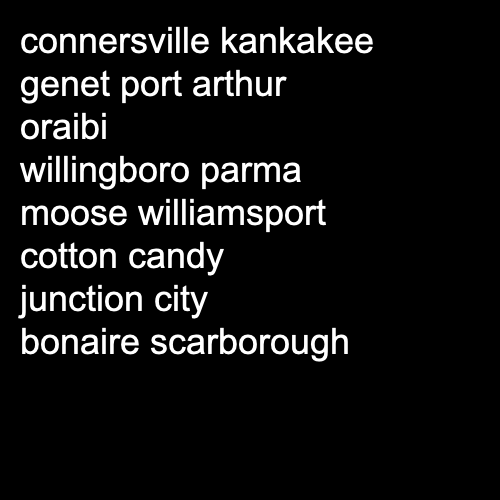 connersville kankakee
genet port arthur
oraibi
willingboro parma
moose williamsport
cotton candy
junction city
bonaire scarborough